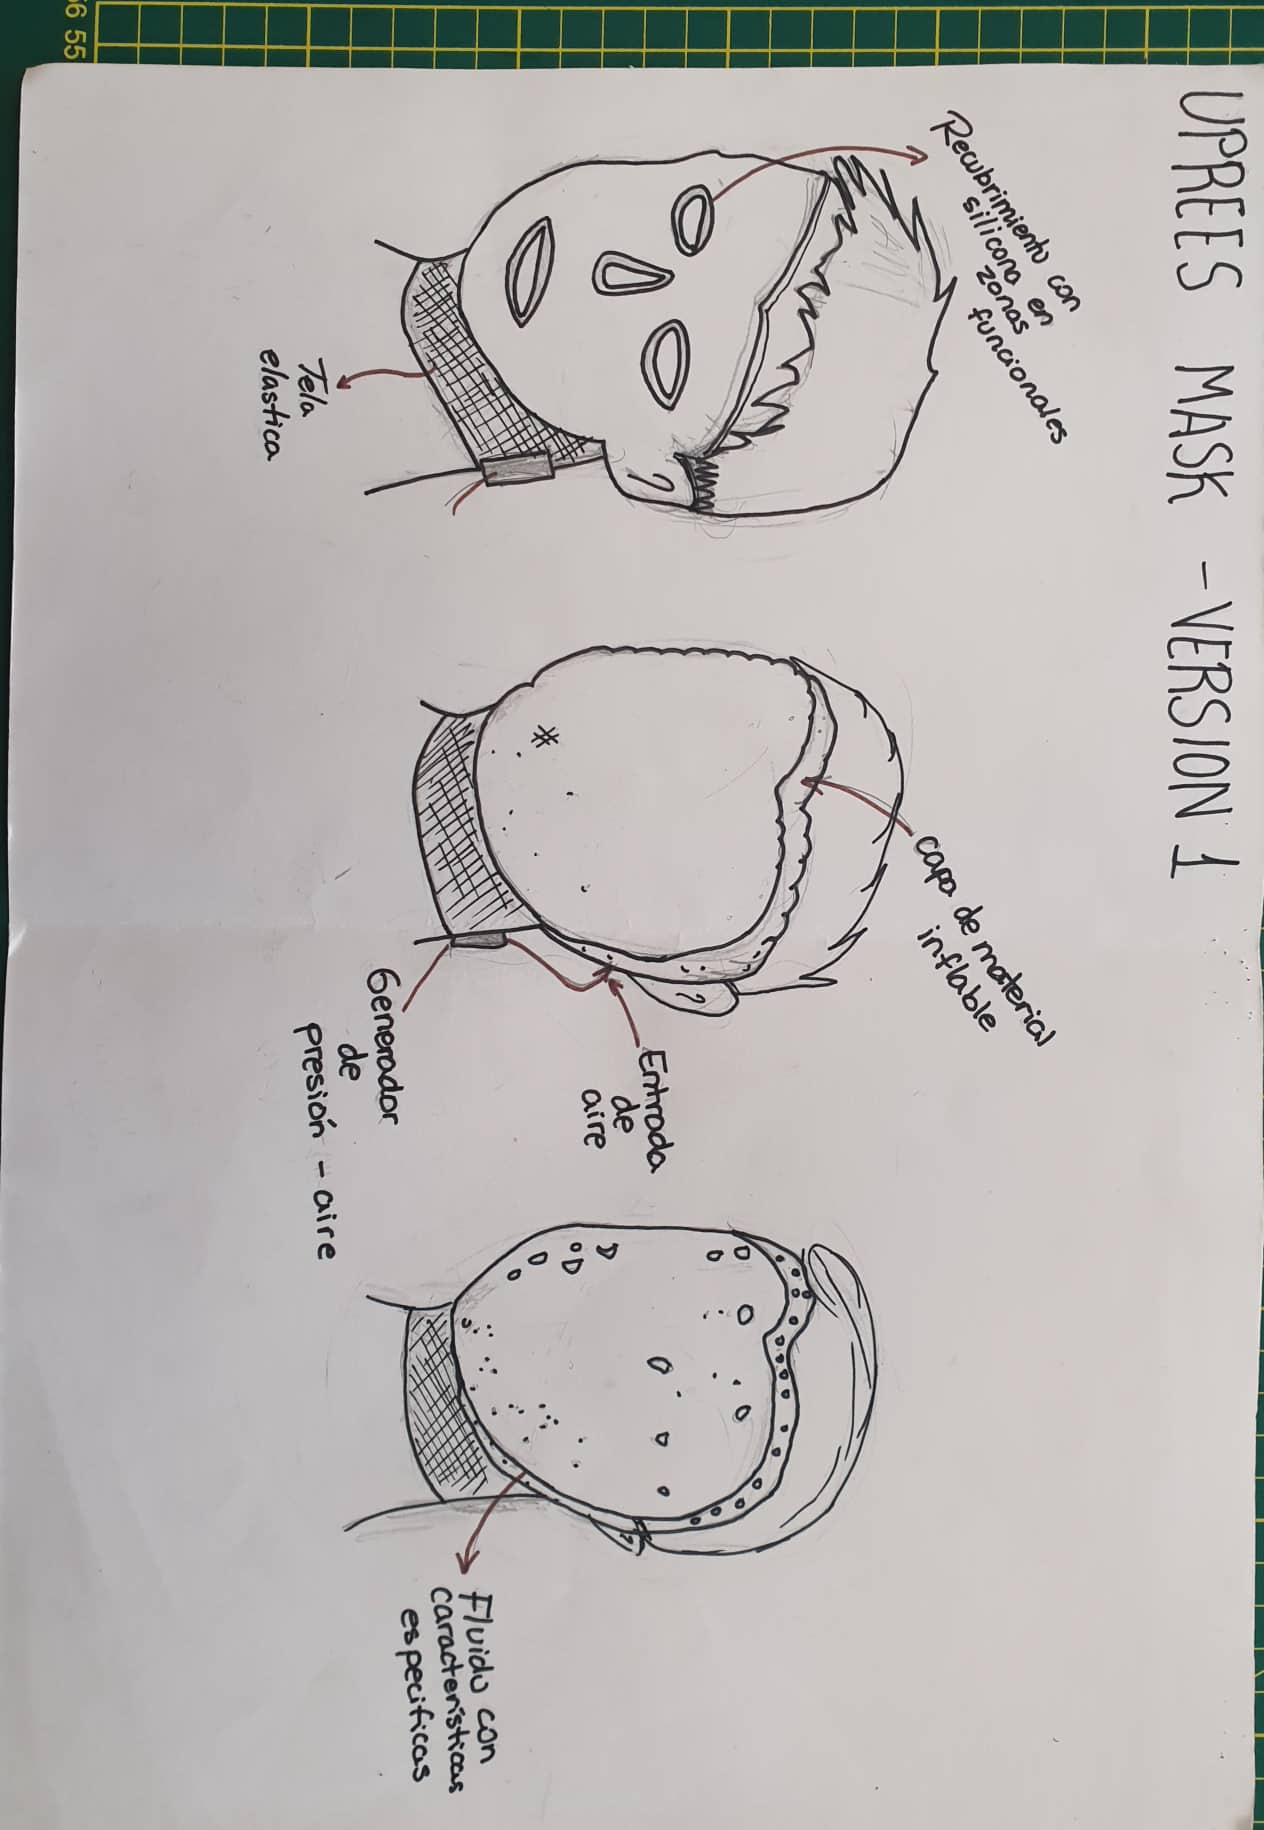 UPREES MASK - VERSION 1
Recubrimiento con
silicona en
zonas
funcionales
Tela
elastica
capa de material
inflable
Entrada
de
aire
Generador
de
presión - aire
Fluido con
características
especificas
56 55